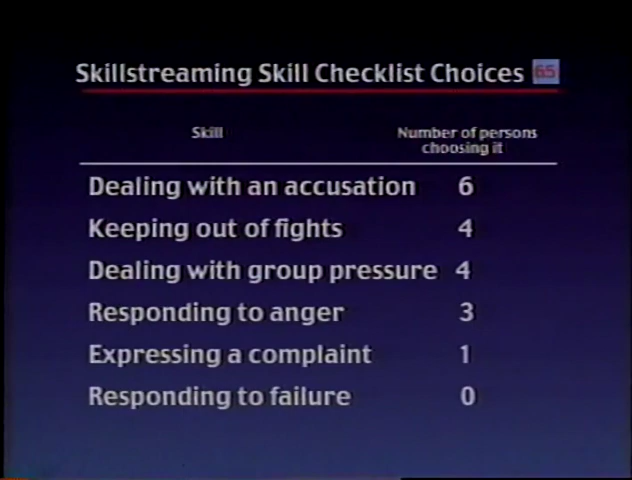 Skillstreaming Skill Checklist Choices 65
Skill Number of persons
choosing it
Dealing with an accusation 6
Keeping out of fights 4
Dealing with group pressure 4
Responding to anger 3
Expressing a complaint 1
Responding to failure 0